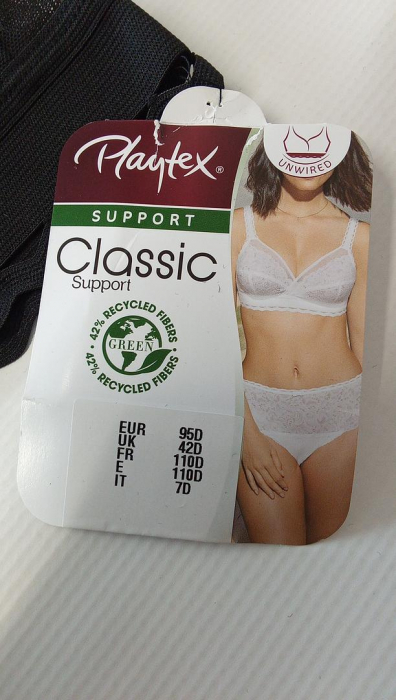 Playtex®
UNWIRED
SUPPORT
Classic
Support
42% RECYCLED FIBERS
GREEN
42% RECYCLED FIBERS
EUR 95D
UK 42D
FR 110D
E 110D
IT 7D